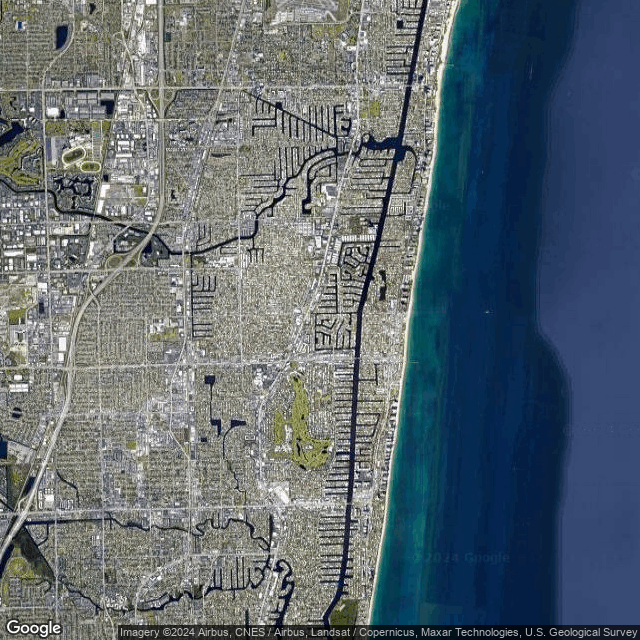 ©2024 Google
Google
Imagery ©2024 Airbus, CNES / Airbus, Landsat / Copernicus, Maxar Technologies, U.S. Geological Survey